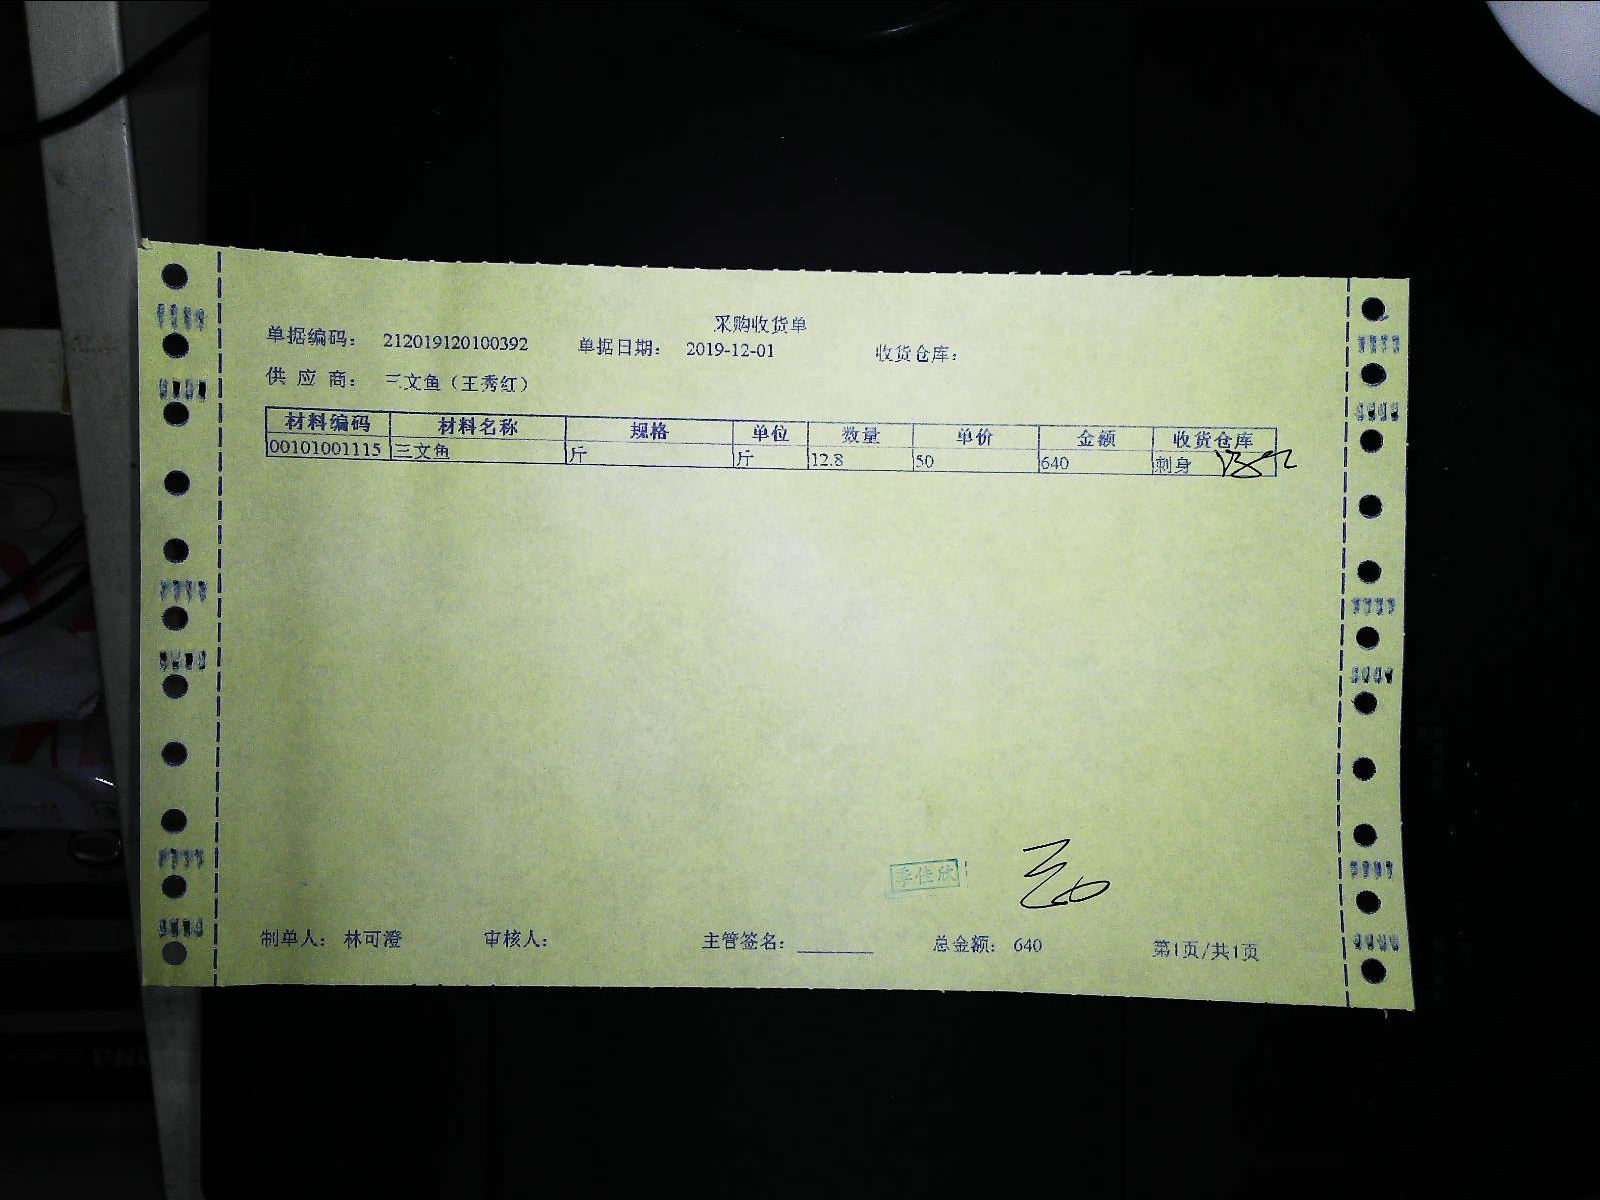 采购收货单
单据编码： 212019120100392 单据日期： 2019-12-01 收货仓库：
供 应 商： 三文鱼（王秀红）
材料编码 材料名称 规格 单位 数量 单价 金额 收货仓库
00101001115 三文鱼 斤 斤 12.8 50 640 刺身
季佳欣
制单人： 林可澄 审核人： 主管签名： 总金额： 640 第1页/共1页